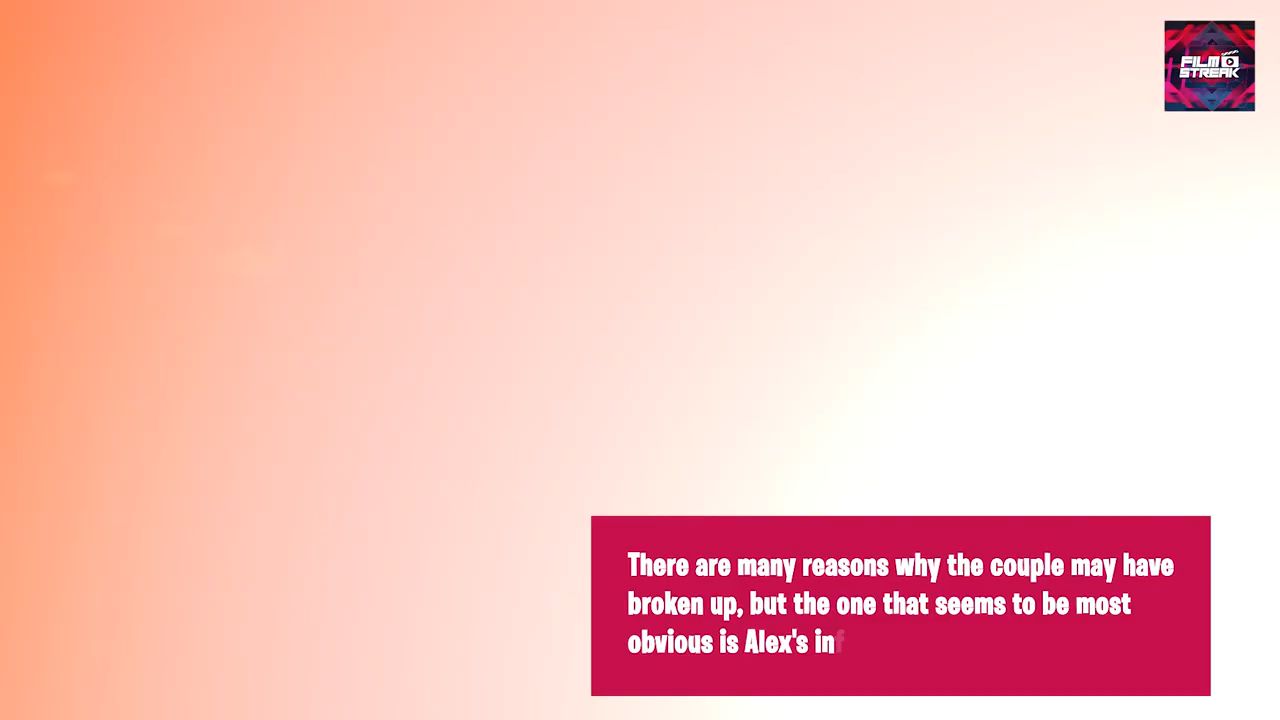 FILM
STREAK
There are many reasons why the couple may have
broken up, but the one that seems to be most
obvious is Alex's inf